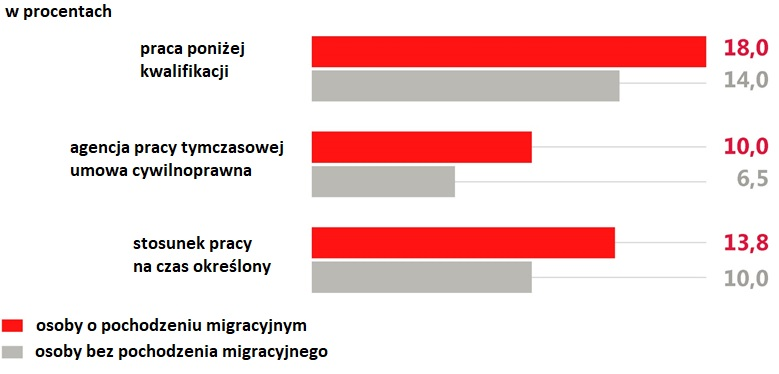 w procentach
praca poniżej
kwalifikacji
18,0
14,0
agencja pracy tymczasowej
umowa cywilnoprawna
10,0
6,5
stosunek pracy
na czas określony
13,8
10,0
osoby o pochodzeniu migracyjnym
osoby bez pochodzenia migracyjnego